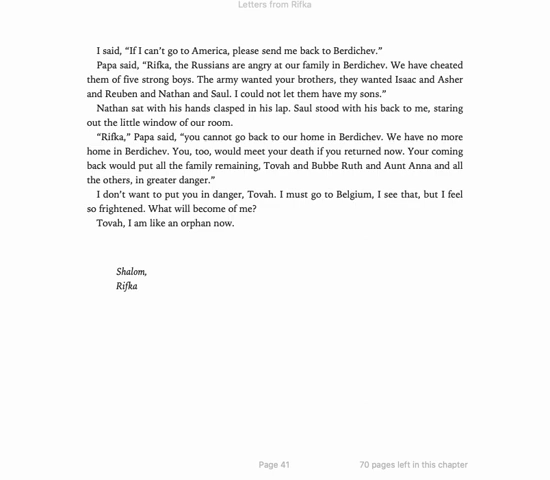 Letters from Rifka
I said, “If I can’t go to America, please send me back to Berdichev.”
Papa said, “Rifka, the Russians are angry at our family in Berdichev. We have cheated
them of five strong boys. The army wanted your brothers, they wanted Isaac and Asher
and Reuben and Nathan and Saul. I could not let them have my sons.”
Nathan sat with his hands clasped in his lap. Saul stood with his back to me, staring
out the little window of our room.
“Rifka,” Papa said, “you cannot go back to our home in Berdichev. We have no more
home in Berdichev. You, too, would meet your death if you returned now. Your coming
back would put all the family remaining, Tovah and Bubbe Ruth and Aunt Anna and all
the others, in greater danger.”
I don’t want to put you in danger, Tovah. I must go to Belgium, I see that, but I feel
so frightened. What will become of me?
Tovah, I am like an orphan now.
Shalom,
Rifka
Page 41
70 pages left in this chapter